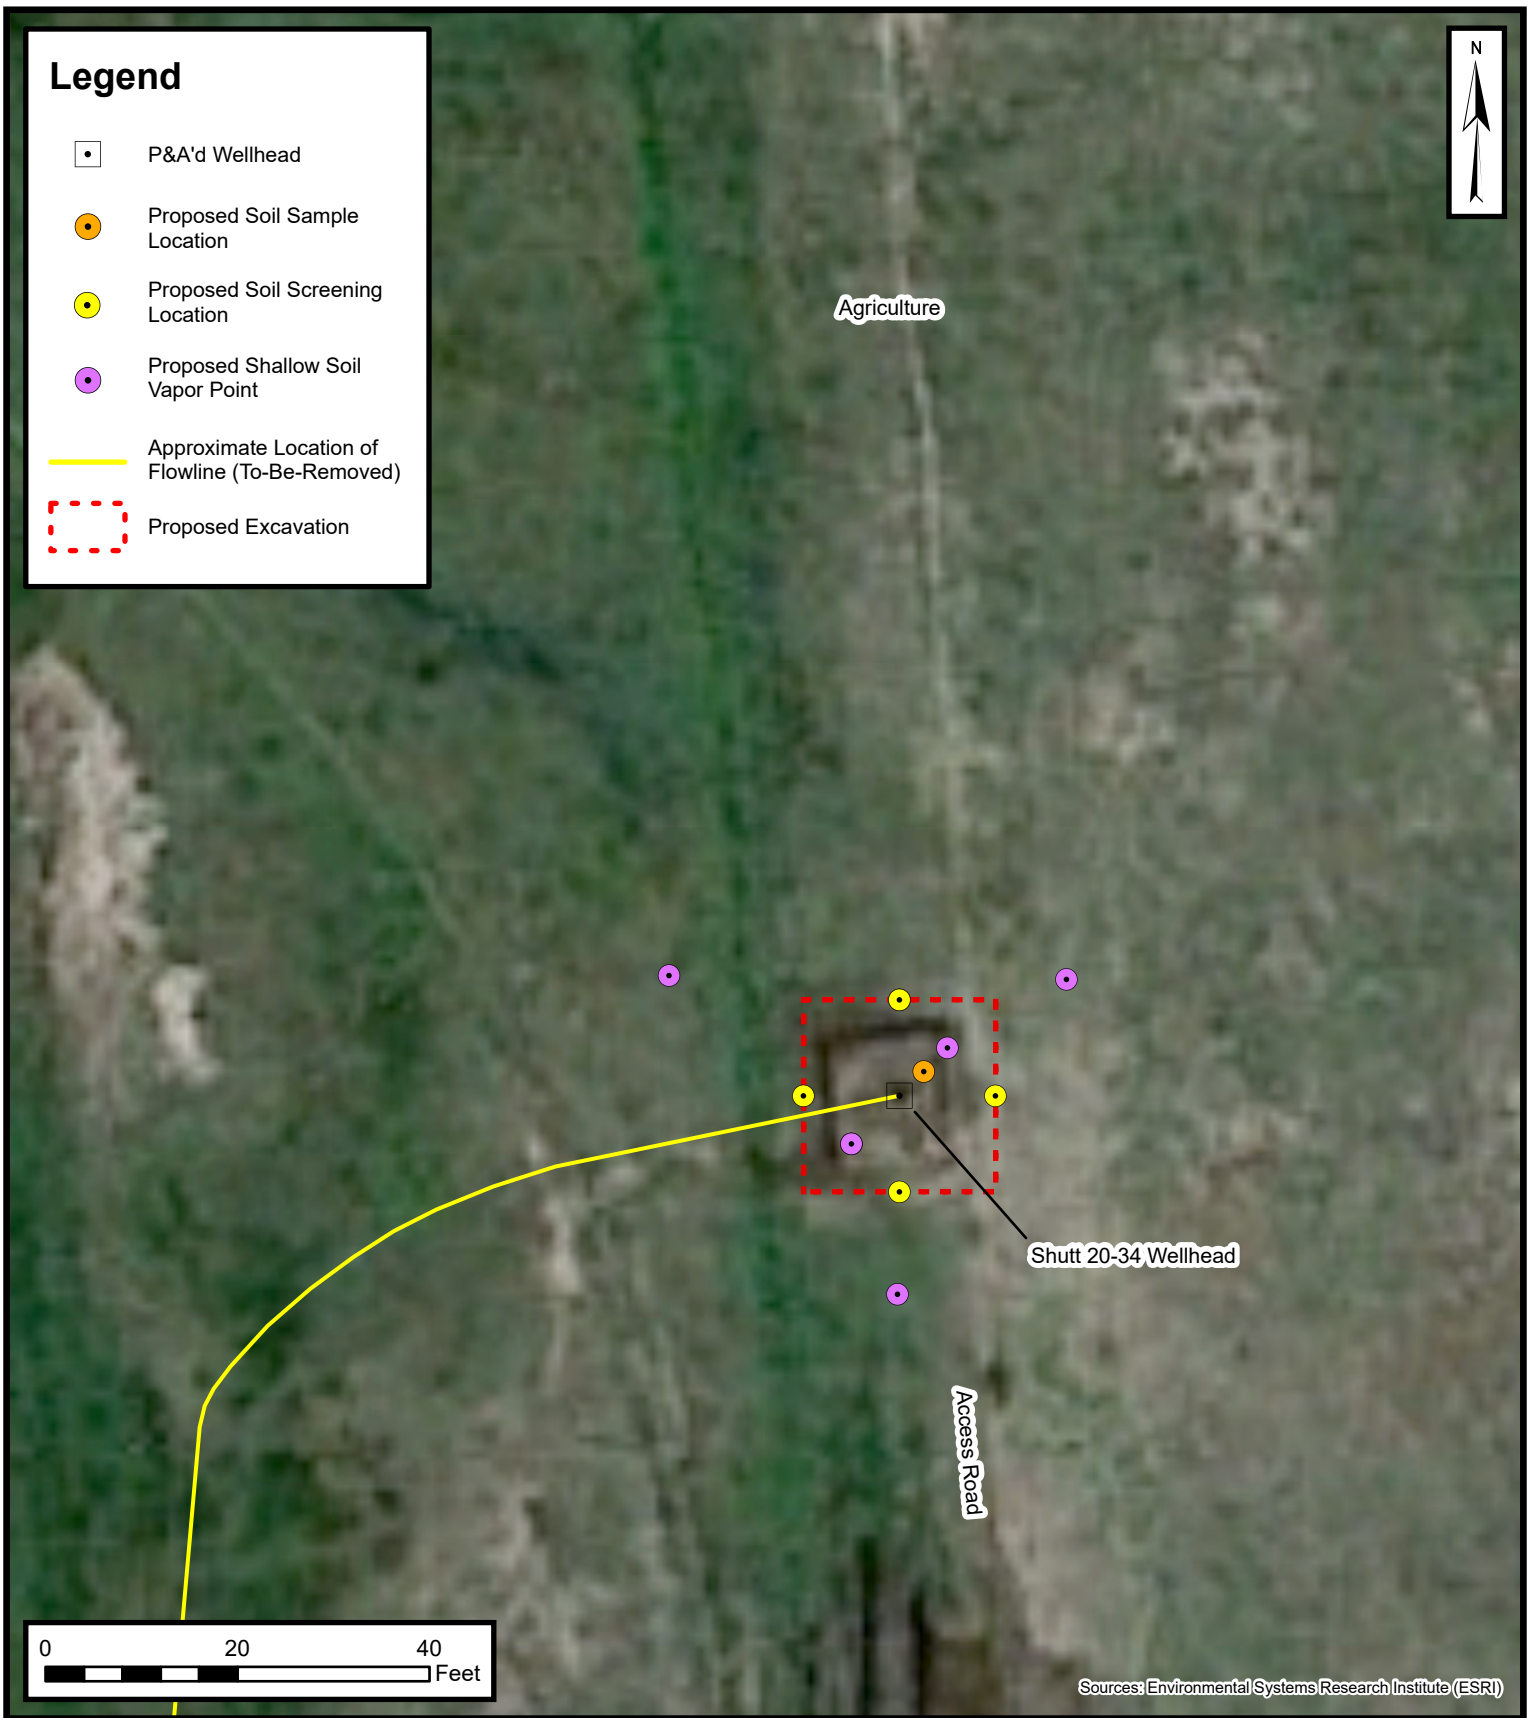 Legend
P&A'd Wellhead
Proposed Soil Sample
Location
Proposed Soil Screening
Location
Proposed Shallow Soil
Vapor Point
Approximate Location of
Flowline (To-Be-Removed)
Proposed Excavation
N
Agriculture
Shutt 20-34 Wellhead
Access Road
0 20 40
Feet
Sources: Environmental Systems Research Institute (ESRI)